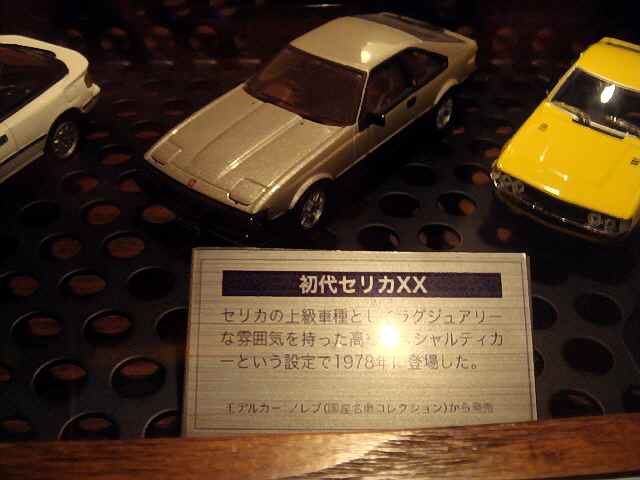 初代セリカXX
セリカの上級車種として ラグジュアリー
な雰囲気を持った高 シャルティカ
ーという設定で1978年に登場した。
モデルカー:ノレブ(国産名車コレクション)から発売